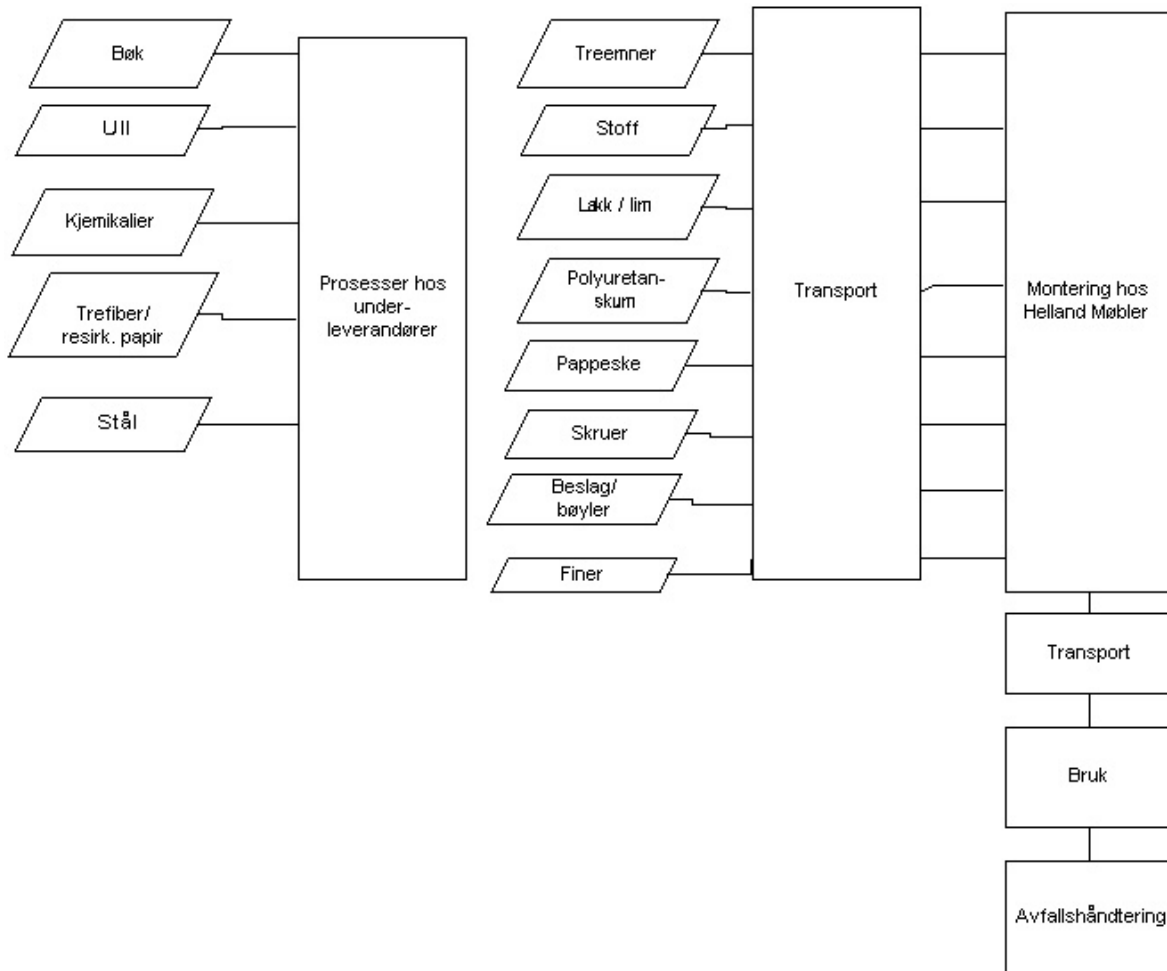 Bøk
Ull
Kjemikalier
Trefiber/
resirk. papir
Stål
Prosesser hos
under-
leverandører
Treemner
Stoff
Lakk / lim
Polyuretan-
skum
Pappeske
Skruer
Beslag/
bøyler
Finer
Transport
Montering hos
Helland Møbler
Transport
Bruk
Avfallshåndtering